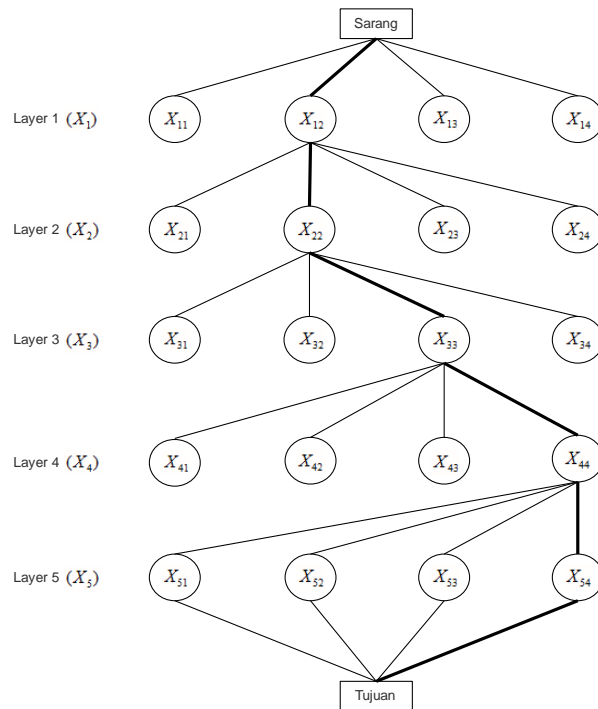 Sarang
Layer 1 (X₁) X₁₁ X₁₂ X₁₃ X₁₄
Layer 2 (X₂) X₂₁ X₂₂ X₂₃ X₂₄
Layer 3 (X₃) X₃₁ X₃₂ X₃₃ X₃₄
Layer 4 (X₄) X₄₁ X₄₂ X₄₃ X₄₄
Layer 5 (X₅) X₅₁ X₅₂ X₅₃ X₅₄
Tujuan